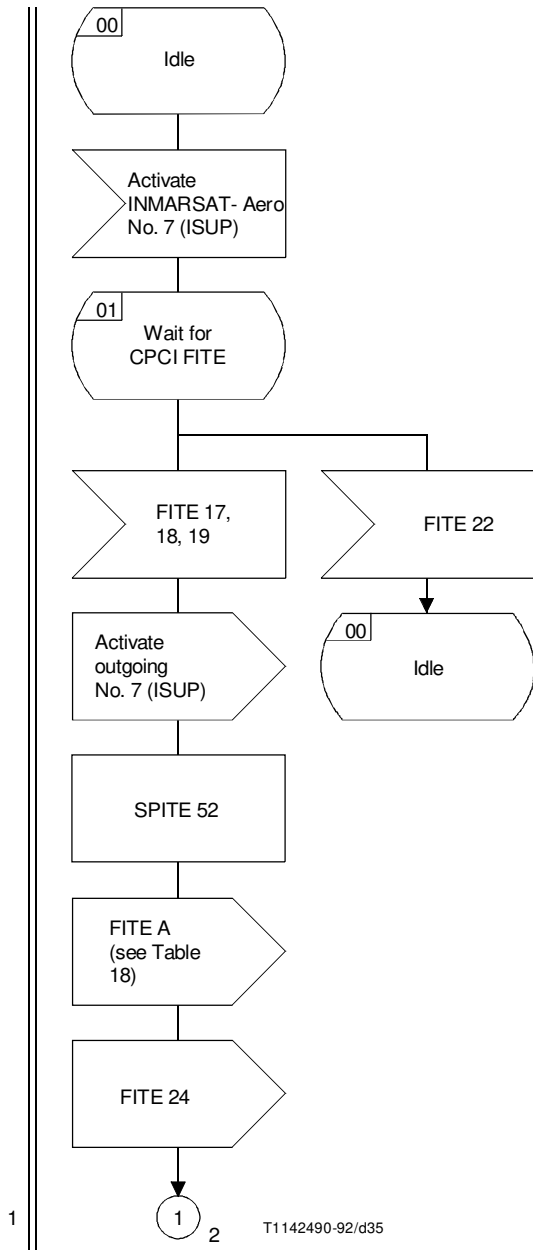 00
Idle
Activate
INMARSAT- Aero
No. 7 (ISUP)
01
Wait for
CPCI FITE
FITE 17,
18, 19
FITE 22
Activate
outgoing
No. 7 (ISUP)
00
Idle
SPITE 52
FITE A
(see Table
18)
FITE 24
1
1
2
T1142490-92/d35